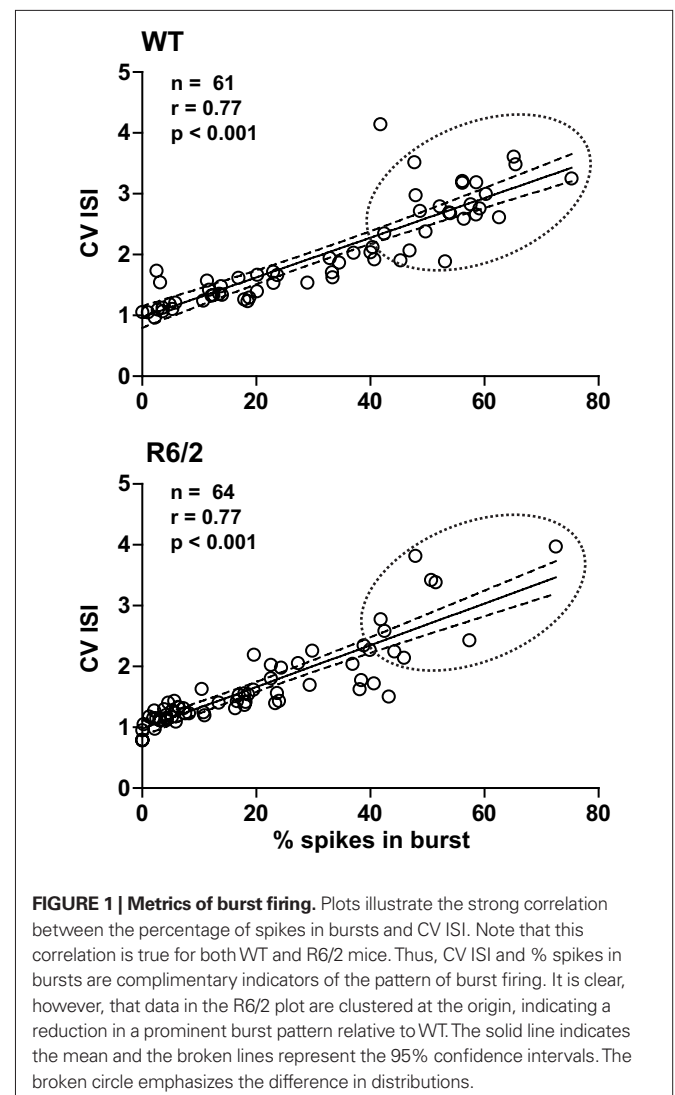 WT
n = 61
r = 0.77
p < 0.001
5
4
3
2
1
0
CV ISI
0 20 40 60 80
R6/2
n = 64
r = 0.77
p < 0.001
5
4
3
2
1
0
CV ISI
0 20 40 60 80
% spikes in burst
FIGURE 1 | Metrics of burst firing. Plots illustrate the strong correlation
between the percentage of spikes in bursts and CV ISI. Note that this
correlation is true for both WT and R6/2 mice. Thus, CV ISI and % spikes in
bursts are complimentary indicators of the pattern of burst firing. It is clear,
however, that data in the R6/2 plot are clustered at the origin, indicating a
reduction in a prominent burst pattern relative to WT. The solid line indicates
the mean and the broken lines represent the 95% confidence intervals. The
broken circle emphasizes the difference in distributions.